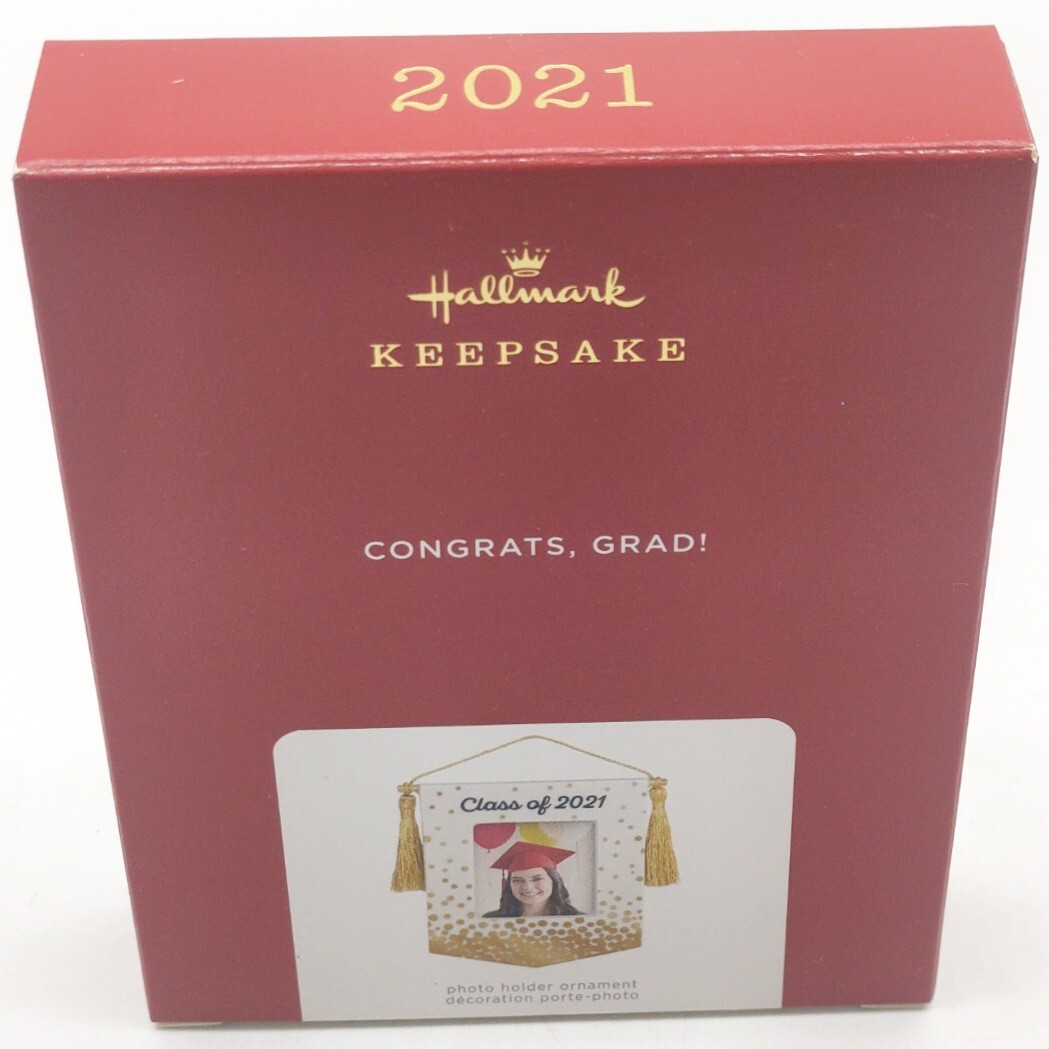 2021
Hallmark
KEEPSAKE
CONGRATS, GRAD!
Class of 2021
photo holder ornament
décoration porte-photo